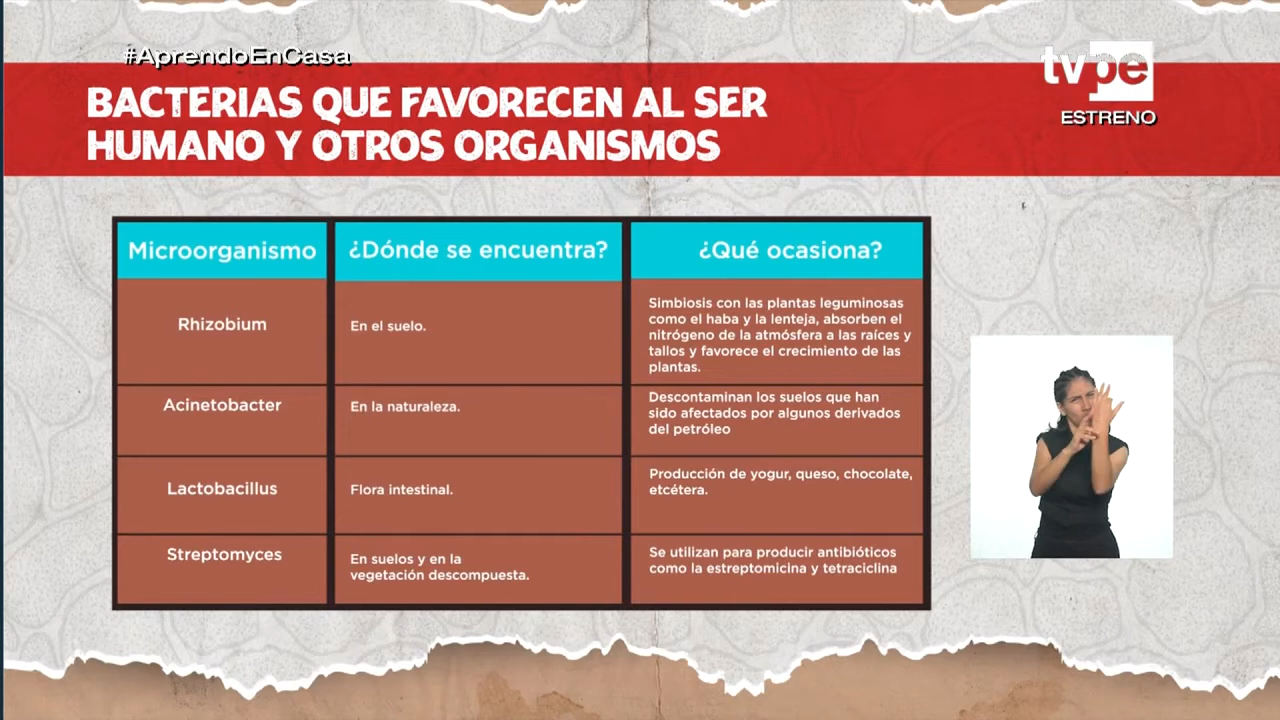 #AprendoEnCasa
tvpe
ESTRENO
BACTERIAS QUE FAVORECEN AL SER
HUMANO Y OTROS ORGANISMOS
Microorganismo
¿Dónde se encuentra?
¿Qué ocasiona?
Rhizobium
En el suelo.
Simbiosis con las plantas leguminosas
como el haba y la lenteja, absorben el
nitrógeno de la atmósfera a las raíces y
tallos y favorece el crecimiento de las
plantas.
Acinetobacter
En la naturaleza.
Descontaminan los suelos que han
sido afectados por algunos derivados
del petróleo
Lactobacillus
Flora intestinal.
Producción de yogur, queso, chocolate,
etcétera.
Streptomyces
En suelos y en la
vegetación descompuesta.
Se utilizan para producir antibióticos
como la estreptomicina y tetraciclina